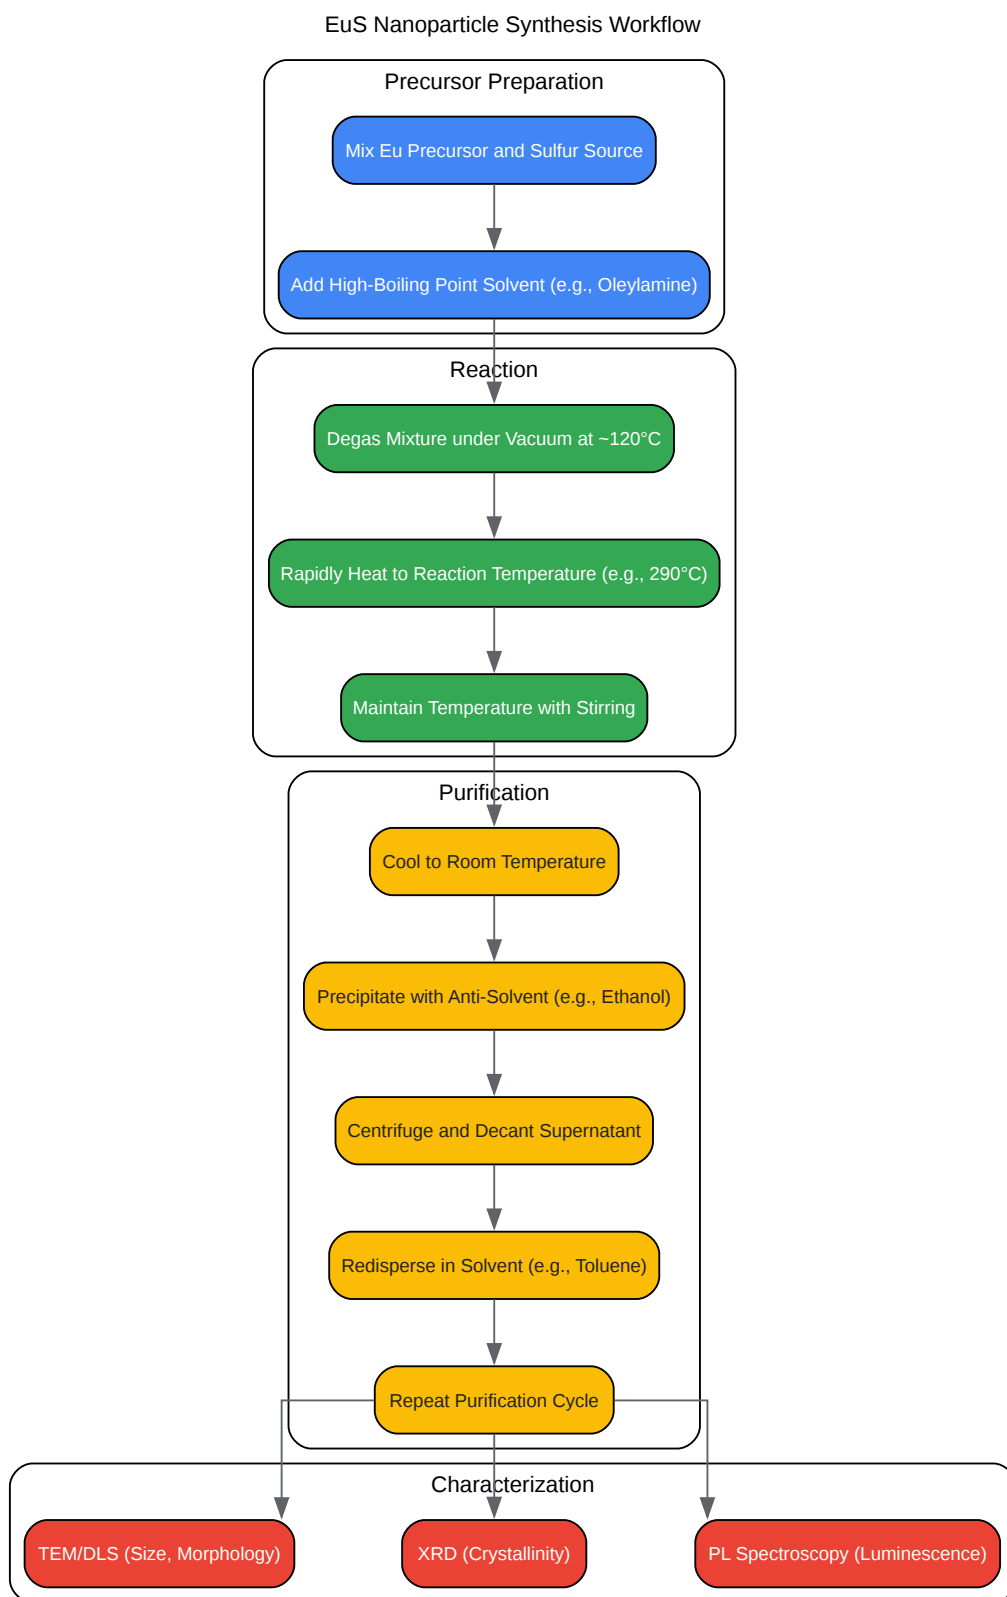 EuS Nanoparticle Synthesis Workflow
Precursor Preparation
Mix Eu Precursor and Sulfur Source
Add High-Boiling Point Solvent (e.g., Oleylamine)
Reaction
Degas Mixture under Vacuum at ~120°C
Rapidly Heat to Reaction Temperature (e.g., 290°C)
Maintain Temperature with Stirring
Purification
Cool to Room Temperature
Precipitate with Anti-Solvent (e.g., Ethanol)
Centrifuge and Decant Supernatant
Redisperse in Solvent (e.g., Toluene)
Repeat Purification Cycle
Characterization
TEM/DLS (Size, Morphology)
XRD (Crystallinity)
PL Spectroscopy (Luminescence)